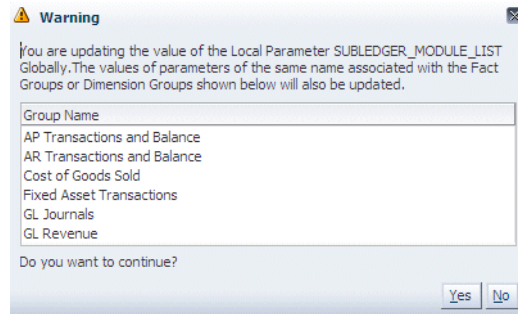 Warning
You are updating the value of the Local Parameter SUBLEDGER_MODULE_LIST
Globally.The values of parameters of the same name associated with the Fact
Groups or Dimension Groups shown below will also be updated.
Group Name
AP Transactions and Balance
AR Transactions and Balance
Cost of Goods Sold
Fixed Asset Transactions
GL Journals
GL Revenue
Do you want to continue?
Yes No